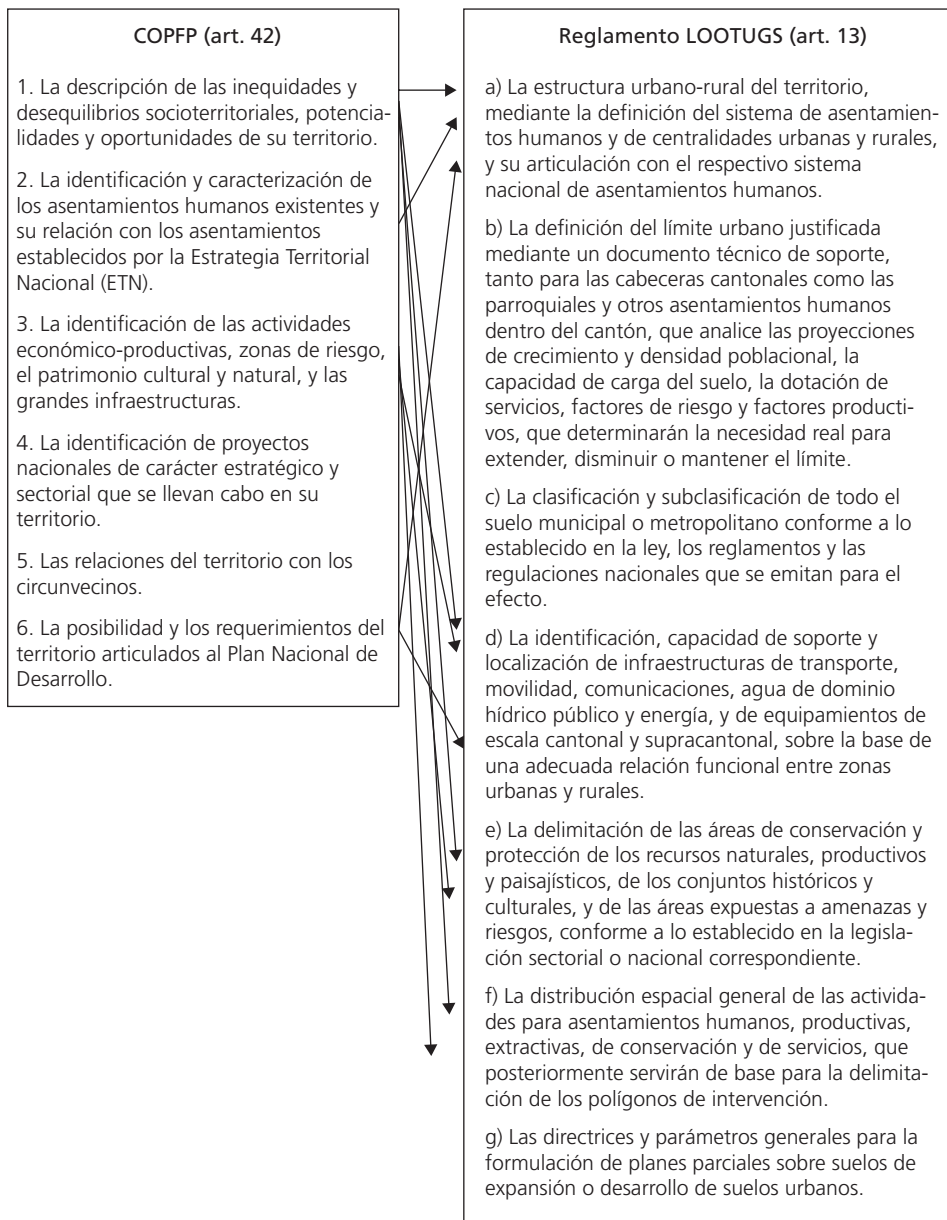 COPFP (art. 42)
1. La descripción de las inequidades y
desequilibrios socioterritoriales, potencia-
lidades y oportunidades de su territorio.
2. La identificación y caracterización de
los asentamientos humanos existentes y
su relación con los asentamientos
establecidos por la Estrategia Territorial
Nacional (ETN).
3. La identificación de las actividades
económico-productivas, zonas de riesgo,
el patrimonio cultural y natural, y las
grandes infraestructuras.
4. La identificación de proyectos
nacionales de carácter estratégico y
sectorial que se llevan cabo en su
territorio.
5. Las relaciones del territorio con los
circunvecinos.
6. La posibilidad y los requerimientos del
territorio articulados al Plan Nacional de
Desarrollo.
Reglamento LOOTUGS (art. 13)
a) La estructura urbano-rural del territorio,
mediante la definición del sistema de asentamien-
tos humanos y de centralidades urbanas y rurales,
y su articulación con el respectivo sistema
nacional de asentamientos humanos.
b) La definición del límite urbano justificada
mediante un documento técnico de soporte,
tanto para las cabeceras cantonales como las
parroquiales y otros asentamientos humanos
dentro del cantón, que analice las proyecciones
de crecimiento y densidad poblacional, la
capacidad de carga del suelo, la dotación de
servicios, factores de riesgo y factores producti-
vos, que determinarán la necesidad real para
extender, disminuir o mantener el límite.
c) La clasificación y subclasificación de todo el
suelo municipal o metropolitano conforme a lo
establecido en la ley, los reglamentos y las
regulaciones nacionales que se emitan para el
efecto.
d) La identificación, capacidad de soporte y
localización de infraestructuras de transporte,
movilidad, comunicaciones, agua de dominio
hídrico público y energía, y de equipamientos de
escala cantonal y supracantonal, sobre la base de
una adecuada relación funcional entre zonas
urbanas y rurales.
e) La delimitación de las áreas de conservación y
protección de los recursos naturales, productivos
y paisajísticos, de los conjuntos históricos y
culturales, y de las áreas expuestas a amenazas y
riesgos, conforme a lo establecido en la legisla-
ción sectorial o nacional correspondiente.
f) La distribución espacial general de las activida-
des para asentamientos humanos, productivas,
extractivas, de conservación y de servicios, que
posteriormente servirán de base para la delimita-
ción de los polígonos de intervención.
g) Las directrices y parámetros generales para la
formulación de planes parciales sobre suelos de
expansión o desarrollo de suelos urbanos.